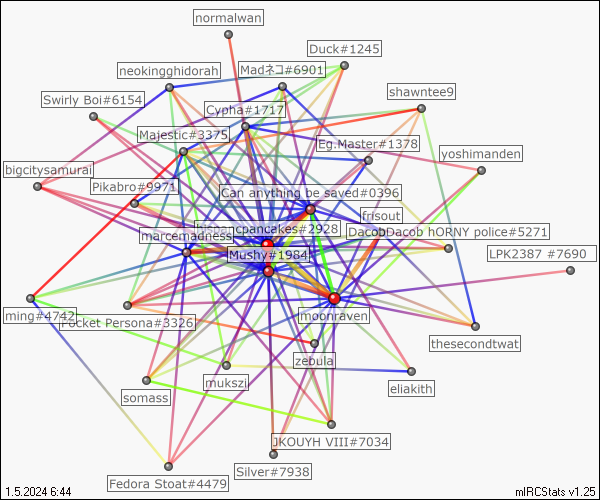 normalwan
Duck#1245
neokingghidorah
Madネコ#6901
shawntee9
Swirly Boi#6154
Cypha#1717
Majestic#3375
Eg.Master#1378
yoshimanden
bigcitysamurai
Pikabro#9971
Can anything be saved#0396
frisout
bispancpancakes#2928
DacobDacob hORNY police#5271
marcemadness
Mushy#1984
LPK2387 #7690
ming#4742
Pocket Persona#3326
moonraven
thesecondtwat
zebula
mukszi
eliakith
somass
JKOUYH VIII#7034
Silver#7938
Fedora Stoat#4479
1.5.2024 6:44
mIRCStats v1.25